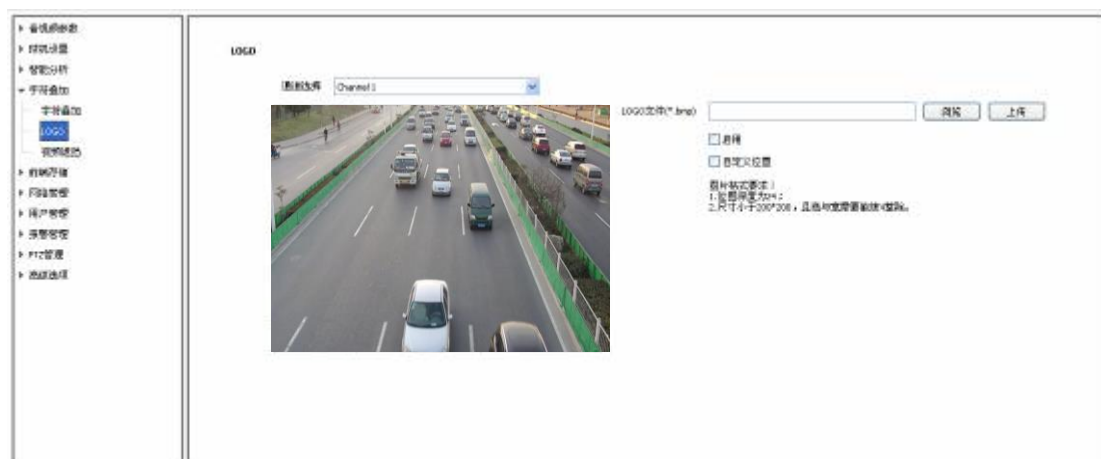 音视频参数
球机设置
智能分析
字符叠加
字符叠加
LOGO
视频遮挡
前端存储
网络管理
用户管理
报警管理
PTZ管理
高级选项
LOGO
通道选择 Channel 1
LOGO文件(*.bmp) 浏览 上传
启用
自定义位置
图片格式要求：
1.位图深度为24；
2.尺寸小于200*200，且高与宽需要能被4整除。